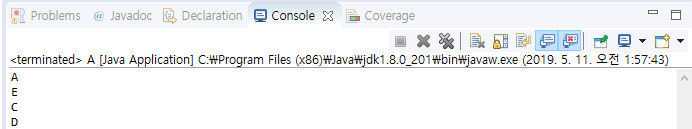 Problems @ Javadoc Declaration Console Coverage
<terminated> A [Java Application] C:₩Program Files (x86)₩Java₩jdk1.8.0_201₩bin₩javaw.exe (2019. 5. 11. 오전 1:57:43)
A
E
C
D